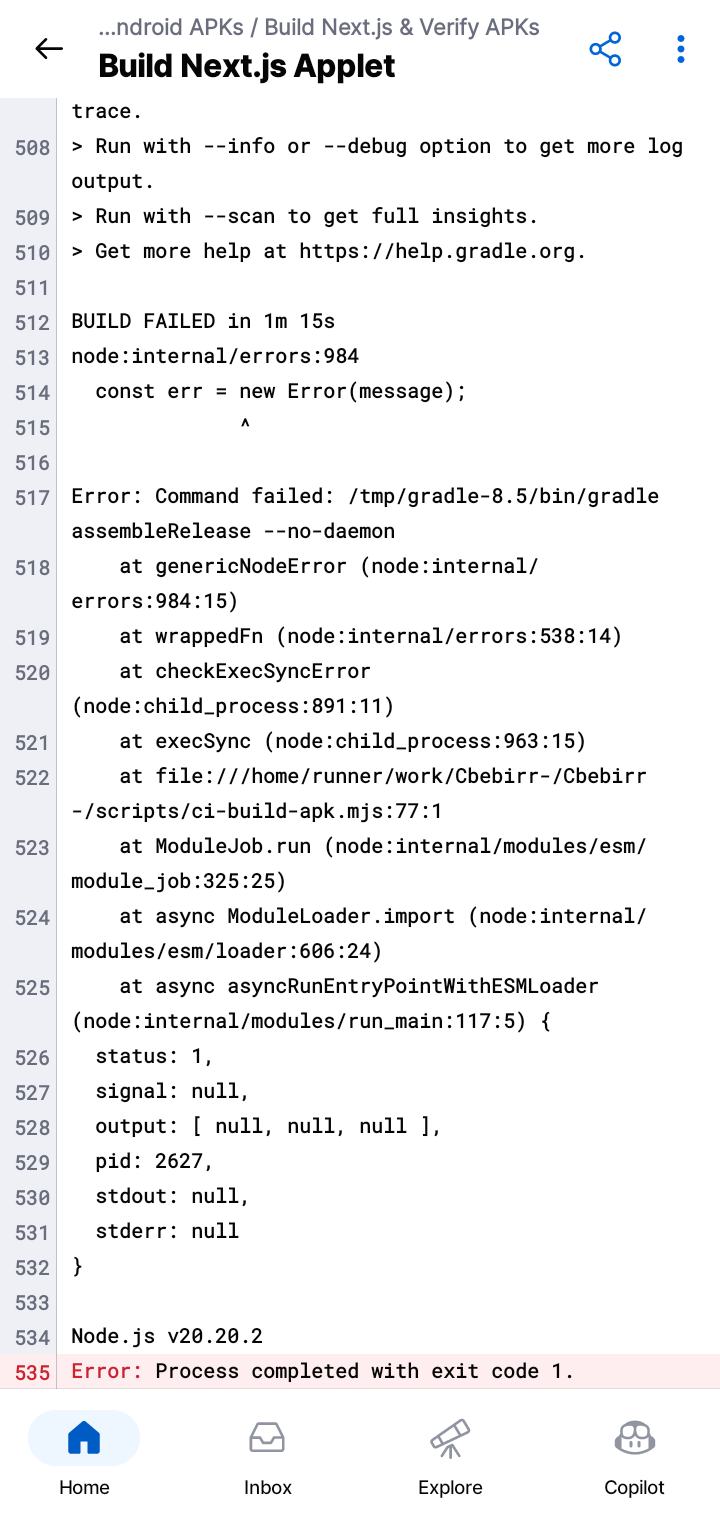 ...ndroid APKs / Build Next.js & Verify APKs
Build Next.js Applet
trace.
508 > Run with --info or --debug option to get more log
output.
509 > Run with --scan to get full insights.
510 > Get more help at https://help.gradle.org.
511
512 BUILD FAILED in 1m 15s
513 node:internal/errors:984
514   const err = new Error(message);
515               ^
516
517 Error: Command failed: /tmp/gradle-8.5/bin/gradle
assembleRelease --no-daemon
518     at genericNodeError (node:internal/
errors:984:15)
519     at wrappedFn (node:internal/errors:538:14)
520     at checkExecSyncError
(node:child_process:891:11)
521     at execSync (node:child_process:963:15)
522     at file:///home/runner/work/Cbebirr-/Cbebirr
-/scripts/ci-build-apk.mjs:77:1
523     at ModuleJob.run (node:internal/modules/esm/
module_job:325:25)
524     at async ModuleLoader.import (node:internal/
modules/esm/loader:606:24)
525     at async asyncRunEntryPointWithESMLoader
(node:internal/modules/run_main:117:5) {
526   status: 1,
527   signal: null,
528   output: [ null, null, null ],
529   pid: 2627,
530   stdout: null,
531   stderr: null
532 }
533
534 Node.js v20.20.2
535 Error: Process completed with exit code 1.
Home
Inbox
Explore
Copilot